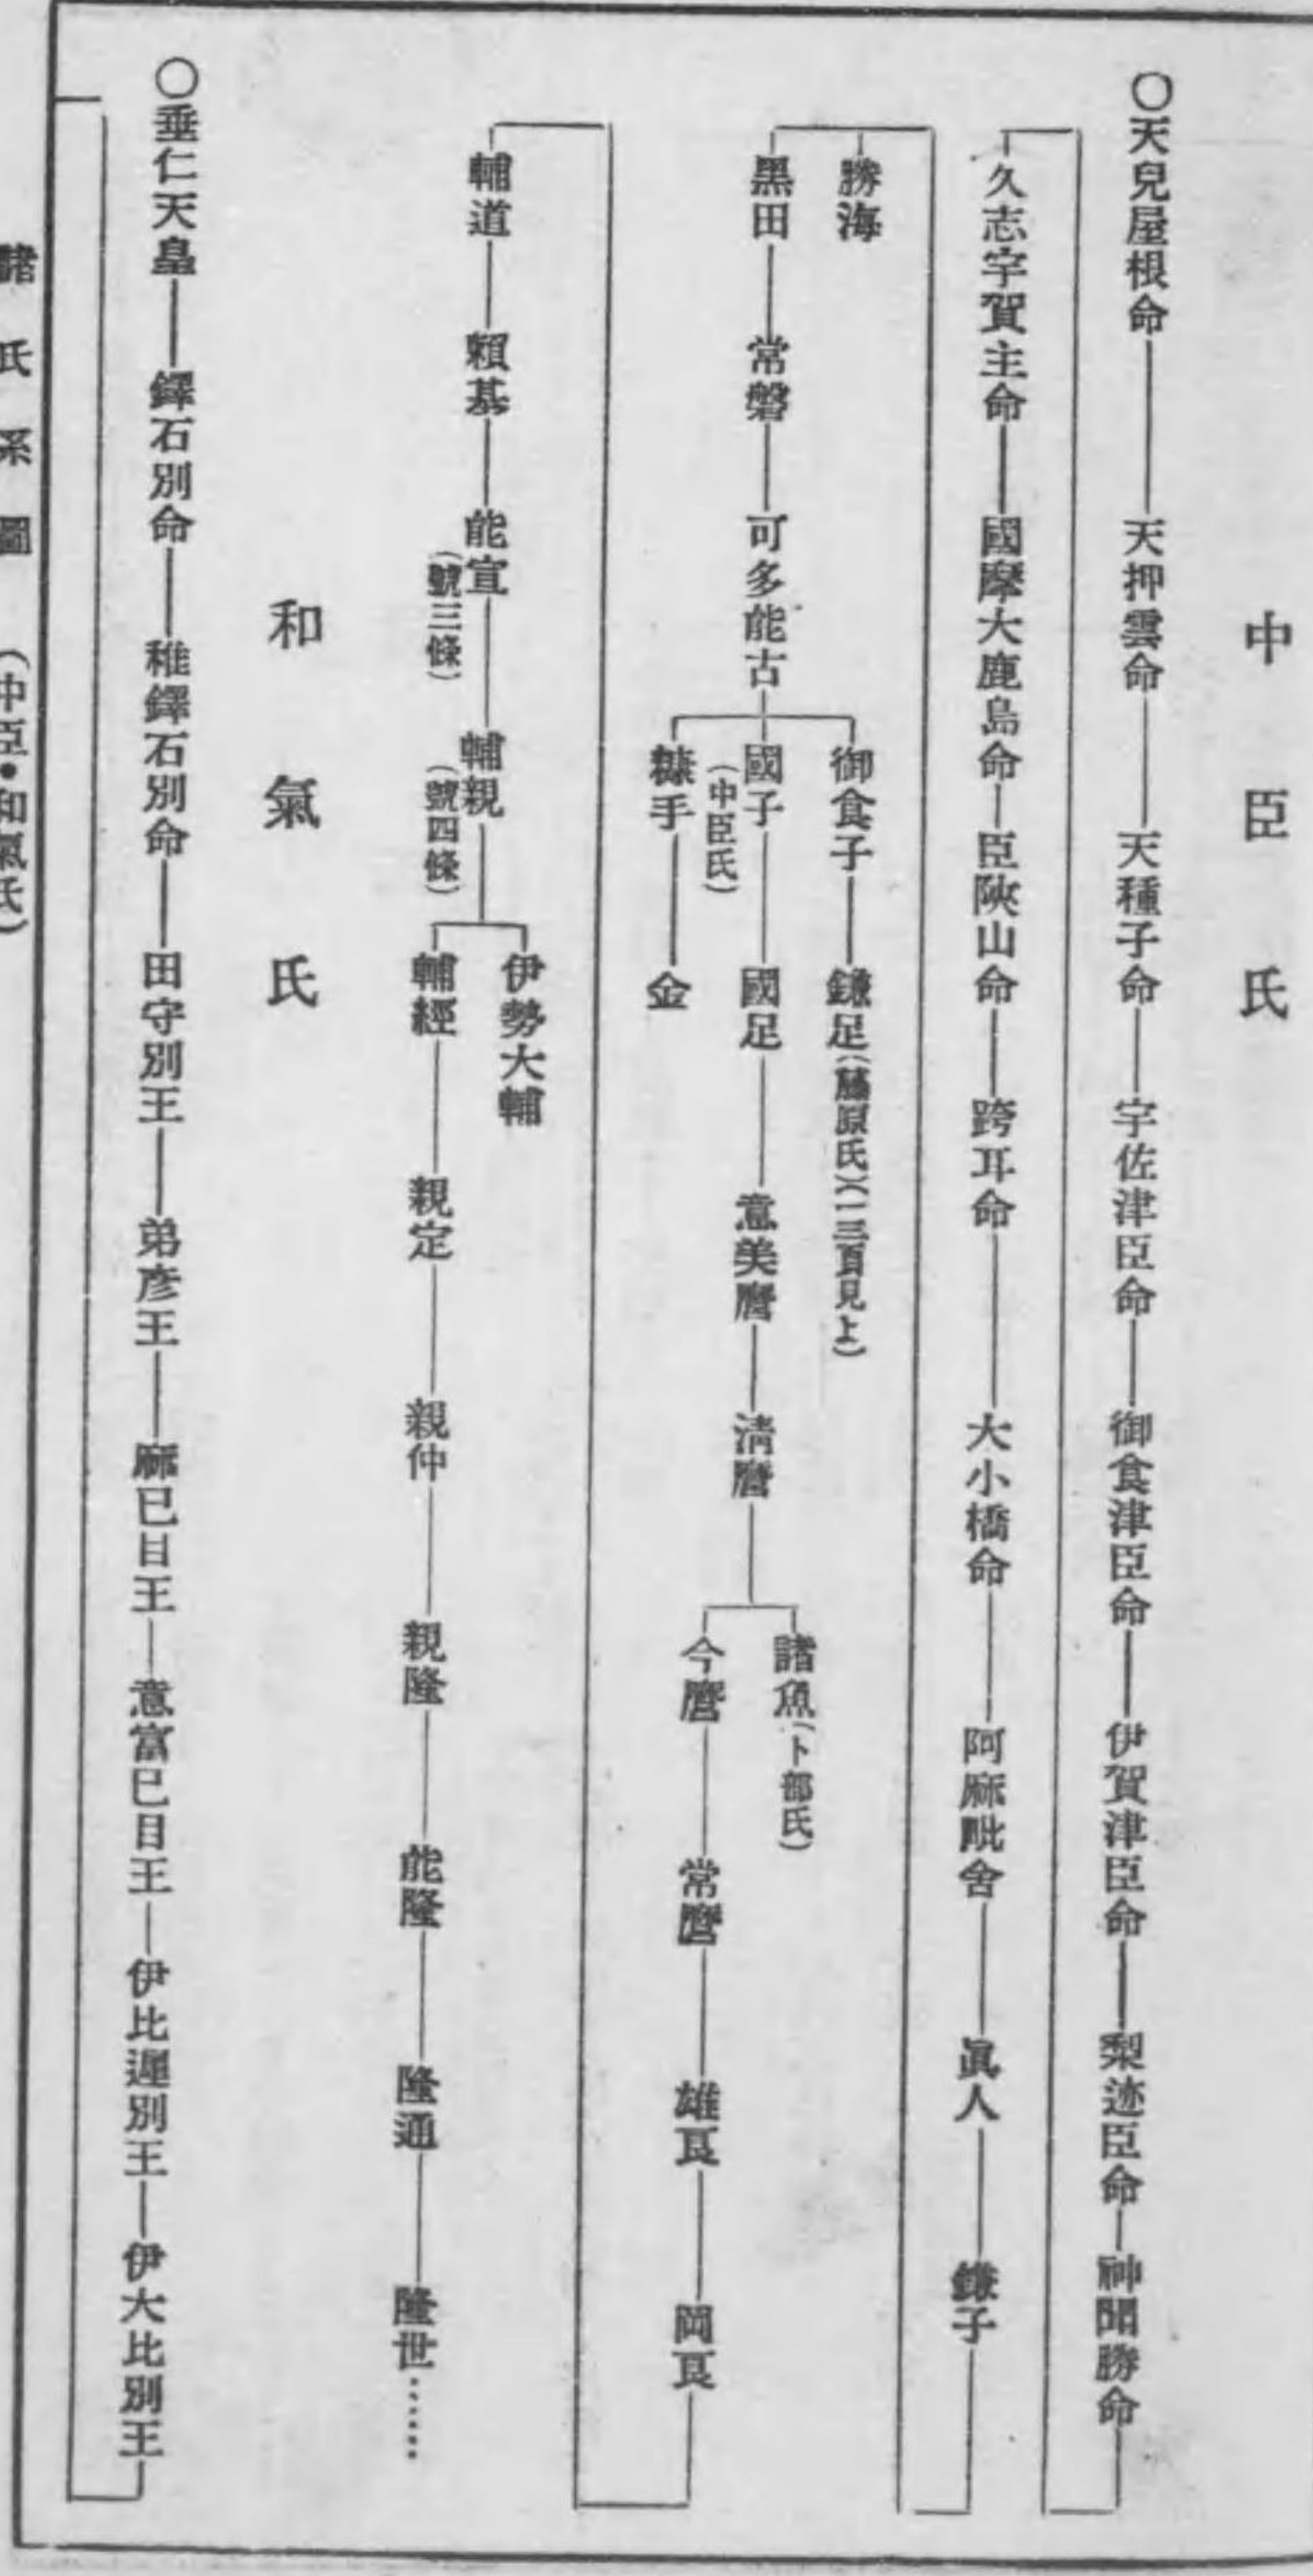 中臣氏
〇天兒屋根命―天押雲命―天種子命―宇佐津臣命―御食津臣命―伊賀津臣命―梨迹臣命―神聞勝命
久志宇賀主命―國摩大鹿島命―臣陜山命―跨耳命―大小橋命―阿麻毗舍―眞人―鎌子
勝海
黑田―常磐―可多能古
御食子―鎌足(藤原氏)(一三頁見よ)
國子(中臣氏)―國足―意美麿―淸麿
糠手―金
諸魚(卜部氏)
今麿―常麿―雄良―岡良
輔道―賴基―能宣(號三條)―輔親(號四條)
伊勢大輔
輔經―親定―親仲―親隆―能隆―隆通―隆世……
和氣氏
〇垂仁天皇―鐸石別命―稚鐸石別命―田守別王―弟彦王―麻已目王―意富已目王―伊比遲別王―伊大比別王
諸氏系圖 (中臣・和氣氏)